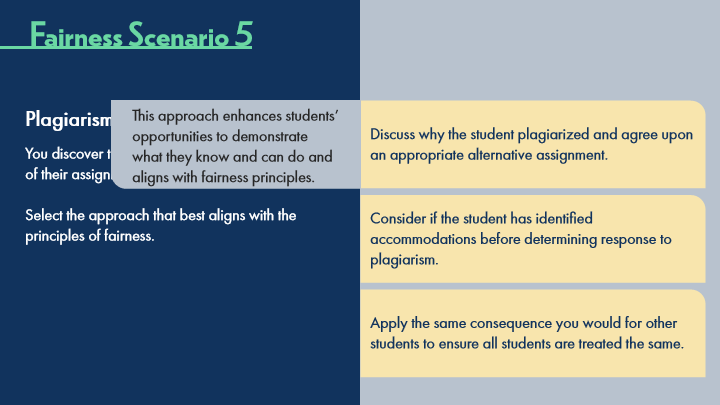 Fairness Scenario 5
Plagiarism
You discover
of their
Select the approach that best aligns with the
principles of fairness.
This approach enhances students'
opportunities to demonstrate
what they know and can do and
aligns with fairness principles.
Discuss why the student plagiarized and agree upon
an appropriate alternative assignment.
Consider if the student has identified
accommodations before determining response to
plagiarism.
Apply the same consequence you would for other
students to ensure all students are treated the same.